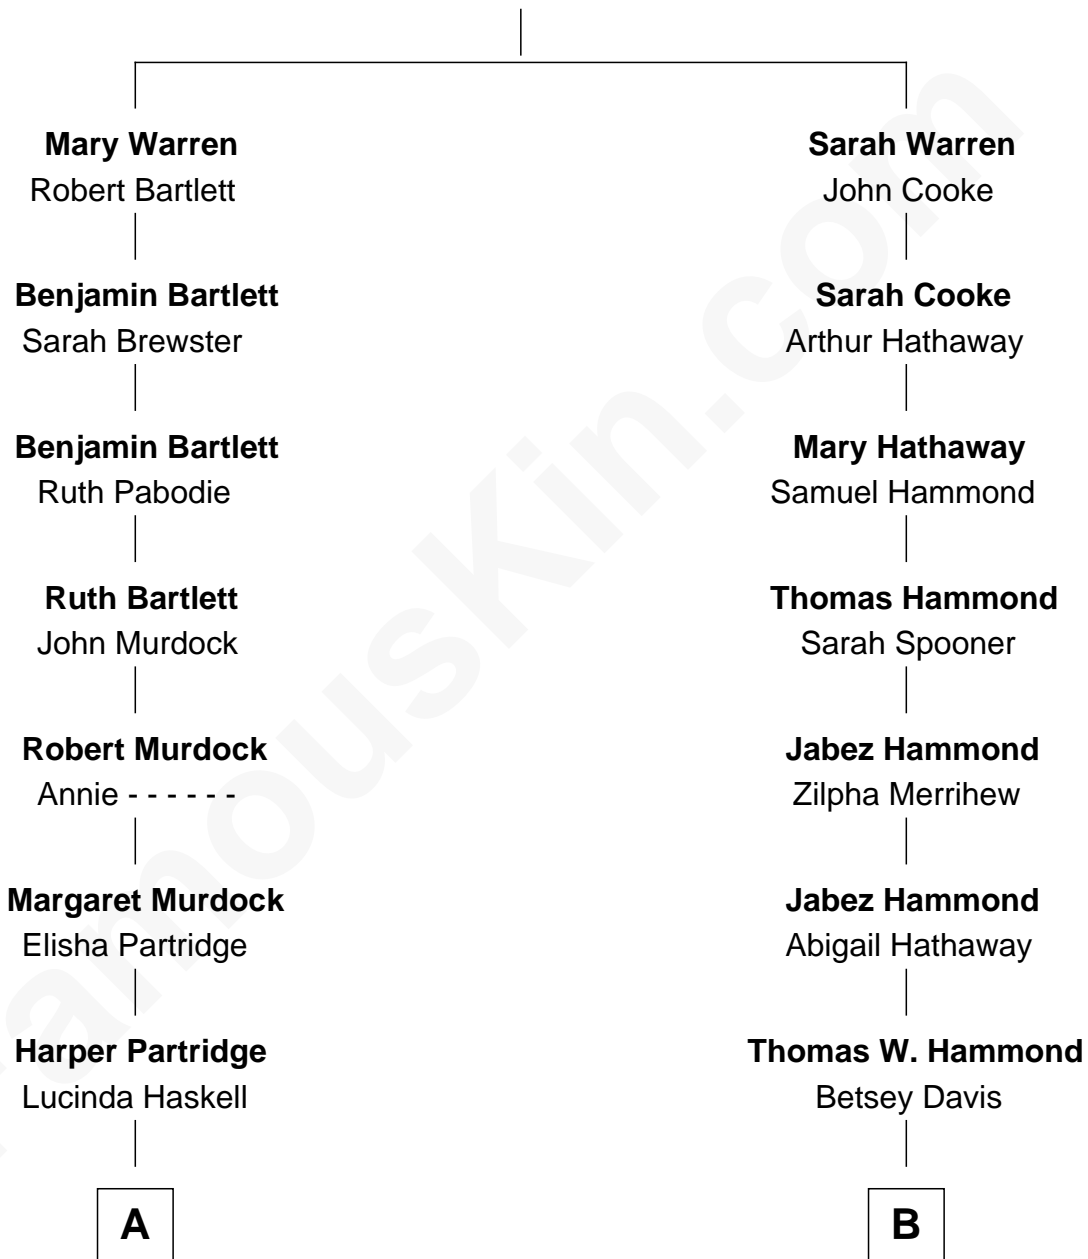 Mary Warren
Robert Bartlett
Benjamin Bartlett
Sarah Brewster
Benjamin Bartlett
Ruth Pabodie
Ruth Bartlett
John Murdock
Robert Murdock
Annie - - - - - -
Margaret Murdock
Elisha Partridge
Harper Partridge
Lucinda Haskell
A
Sarah Warren
John Cooke
Sarah Cooke
Arthur Hathaway
Mary Hathaway
Samuel Hammond
Thomas Hammond
Sarah Spooner
Jabez Hammond
Zilpha Merrihew
Jabez Hammond
Abigail Hathaway
Thomas W. Hammond
Betsey Davis
B
FamousKin.com